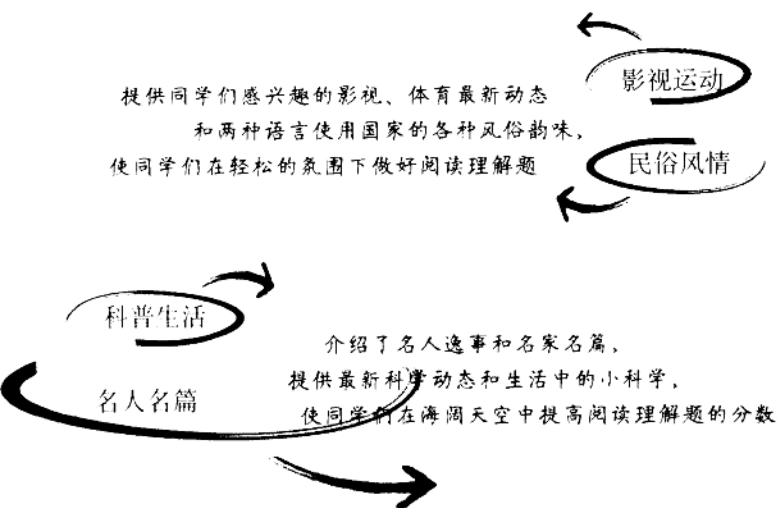 影视运动
提供同学们感兴趣的影视、体育最新动态
和两种语言使用国家的各种风俗韵味,
使同学们在轻松的氛围下做好阅读理解题
民俗风情
科普生活
介绍了名人逸事和名家名篇,
提供最新科学动态和生活中的小科学,
名人名篇
使同学们在海阔天空中提高阅读理解题的分数